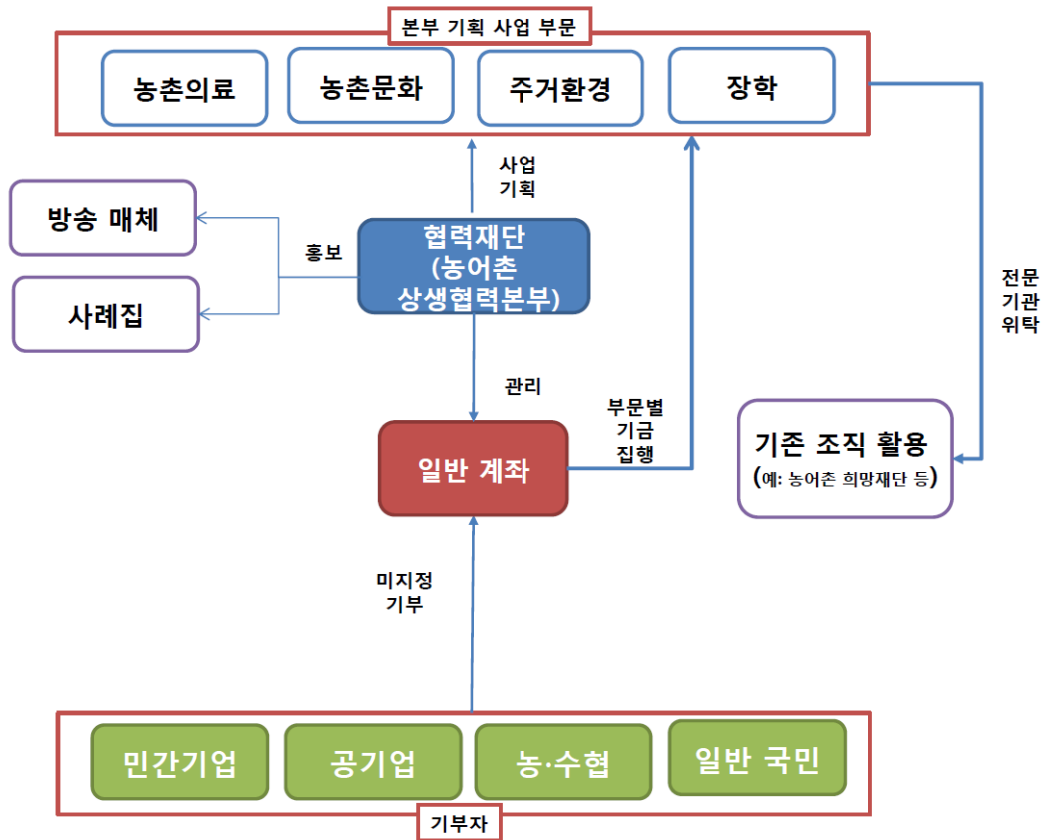 본부 기획 사업 부문
농촌의료
농촌문화
주거환경
장학
사업
기획
방송 매체
사례집
홍보
협력재단
(농어촌
상생협력본부)
전문
기관
위탁
관리
부문별
기금
집행
일반 계좌
기존 조직 활용
(예: 농어촌 희망재단 등)
미지정
기부
민간기업
공기업
농·수협
일반 국민
기부자